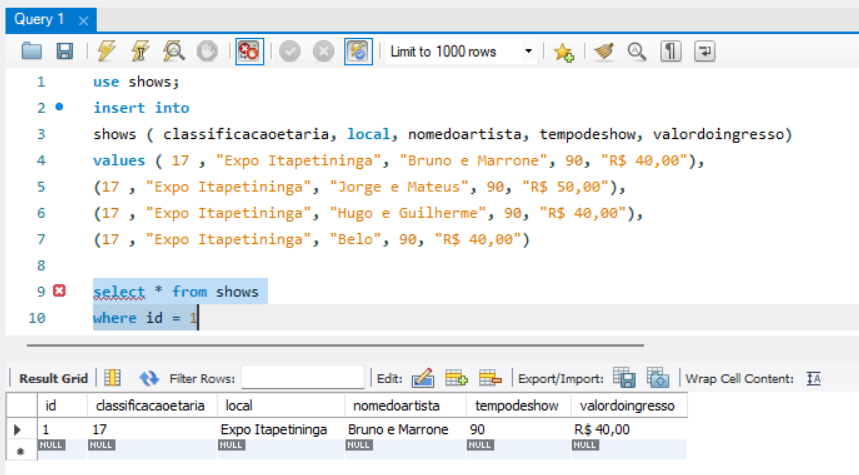 Query 1
Limit to 1000 rows
1 use shows;
2 insert into
3 shows ( classificacaoetaria, local, nomedoartista, tempodeshow, valordoingresso)
4 values ( 17 , "Expo Itapetininga", "Bruno e Marrone", 90, "R$ 40,00"),
5 (17 , "Expo Itapetininga", "Jorge e Mateus", 90, "R$ 50,00"),
6 (17 , "Expo Itapetininga", "Hugo e Guilherme", 90, "R$ 40,00"),
7 (17 , "Expo Itapetininga", "Belo", 90, "R$ 40,00")
8
9 select * from shows
10 where id = 1
Result Grid Filter Rows: Edit: Export/Import: Wrap Cell Content: IA
id classificacaoetaria local nomedoartista tempodeshow valordoingresso
1 17 Expo Itapetininga Bruno e Marrone 90 R$ 40,00
NULL NULL NULL NULL NULL NULL